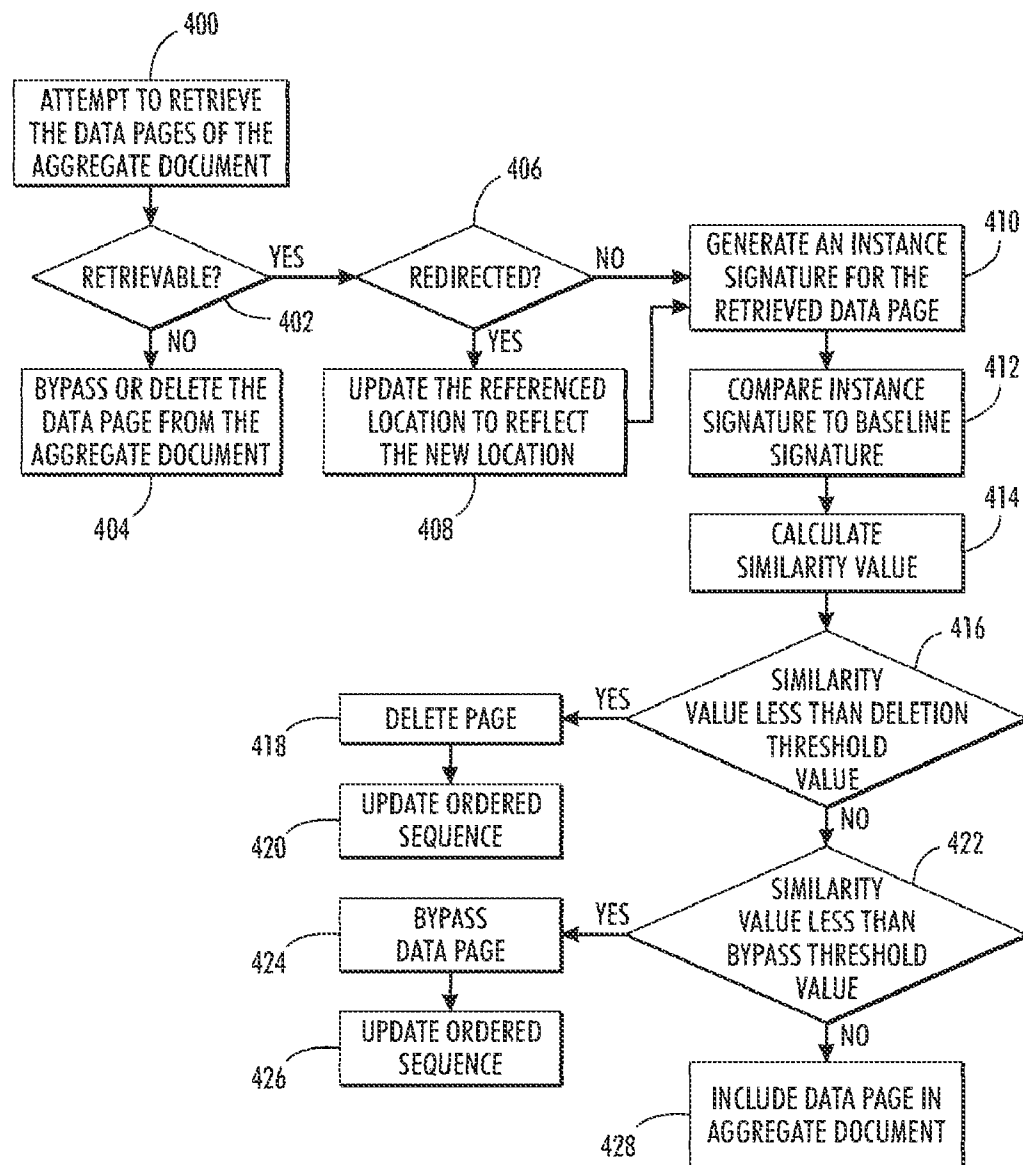 400
ATTEMPT TO RETRIEVE
THE DATA PAGES OF THE
AGGREGATE DOCUMENT
RETRIEVABLE?
402
YES
NO
BYPASS OR DELETE THE
DATA PAGE FROM THE
AGGREGATE DOCUMENT
404
406
REDIRECTED?
NO
YES
UPDATE THE REFERENCED
LOCATION TO REFLECT
THE NEW LOCATION
408
GENERATE AN INSTANCE
SIGNATURE FOR THE
RETRIEVED DATA PAGE
410
COMPARE INSTANCE
SIGNATURE TO BASELINE
SIGNATURE
412
CALCULATE
SIMILARITY VALUE
414
SIMILARITY
VALUE LESS THAN DELETION
THRESHOLD
VALUE
416
YES
DELETE PAGE
418
UPDATE ORDERED
SEQUENCE
420
NO
SIMILARITY
VALUE LESS THAN
BYPASS THRESHOLD
VALUE
422
YES
BYPASS
DATA PAGE
424
UPDATE ORDERED
SEQUENCE
426
NO
INCLUDE DATA PAGE IN
AGGREGATE DOCUMENT
428